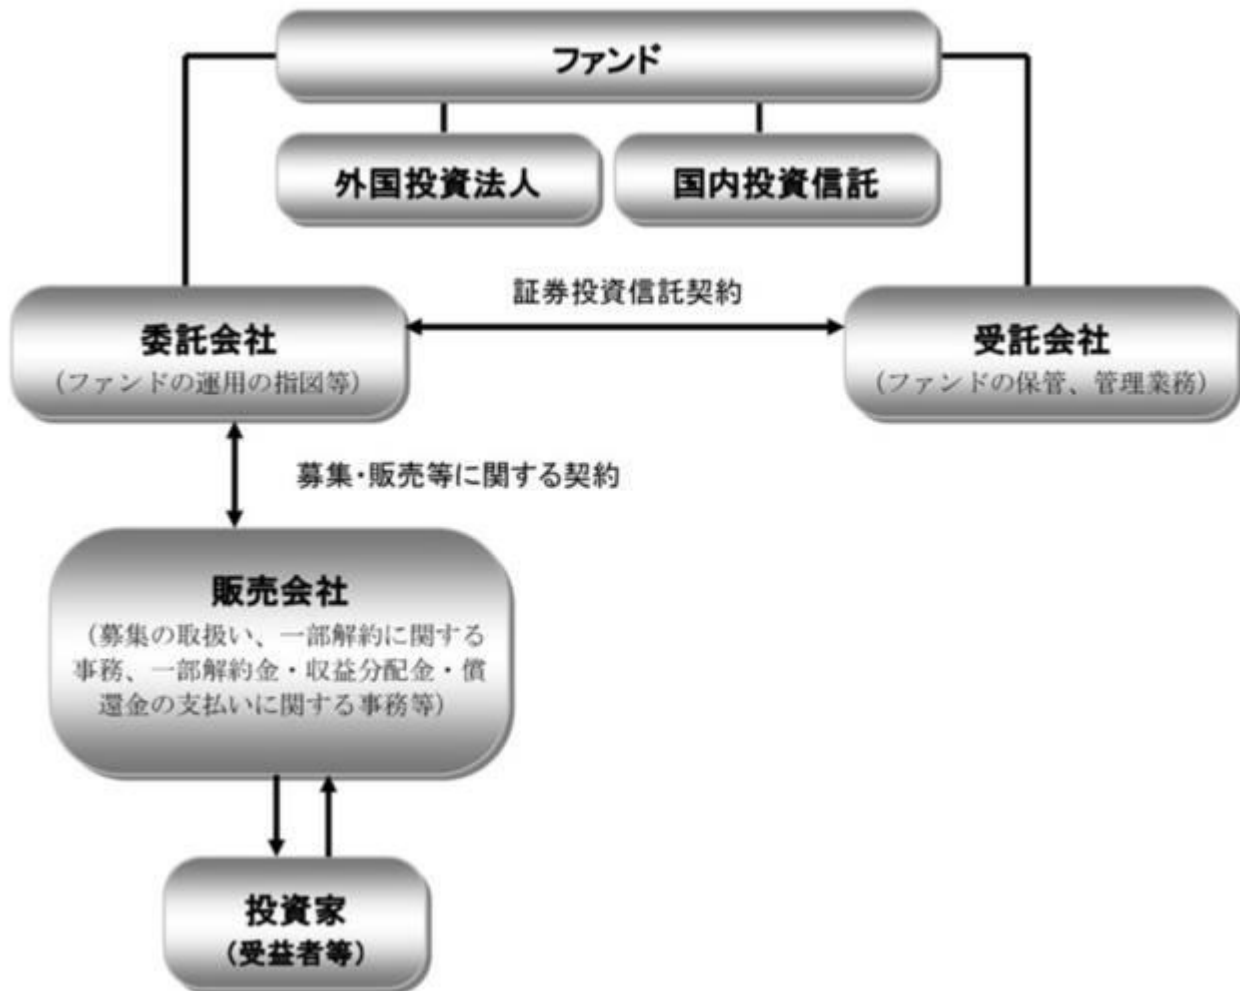 ファンド
外国投資法人
国内投資信託
証券投資信託契約
委託会社
（ファンドの運用の指図等）
受託会社
（ファンドの保管、管理業務）
募集・販売等に関する契約
販売会社
（募集の取扱い、一部解約に関する
事務、一部解約金・収益分配金・償
還金の支払いに関する事務等）
投資家
(受益者等)